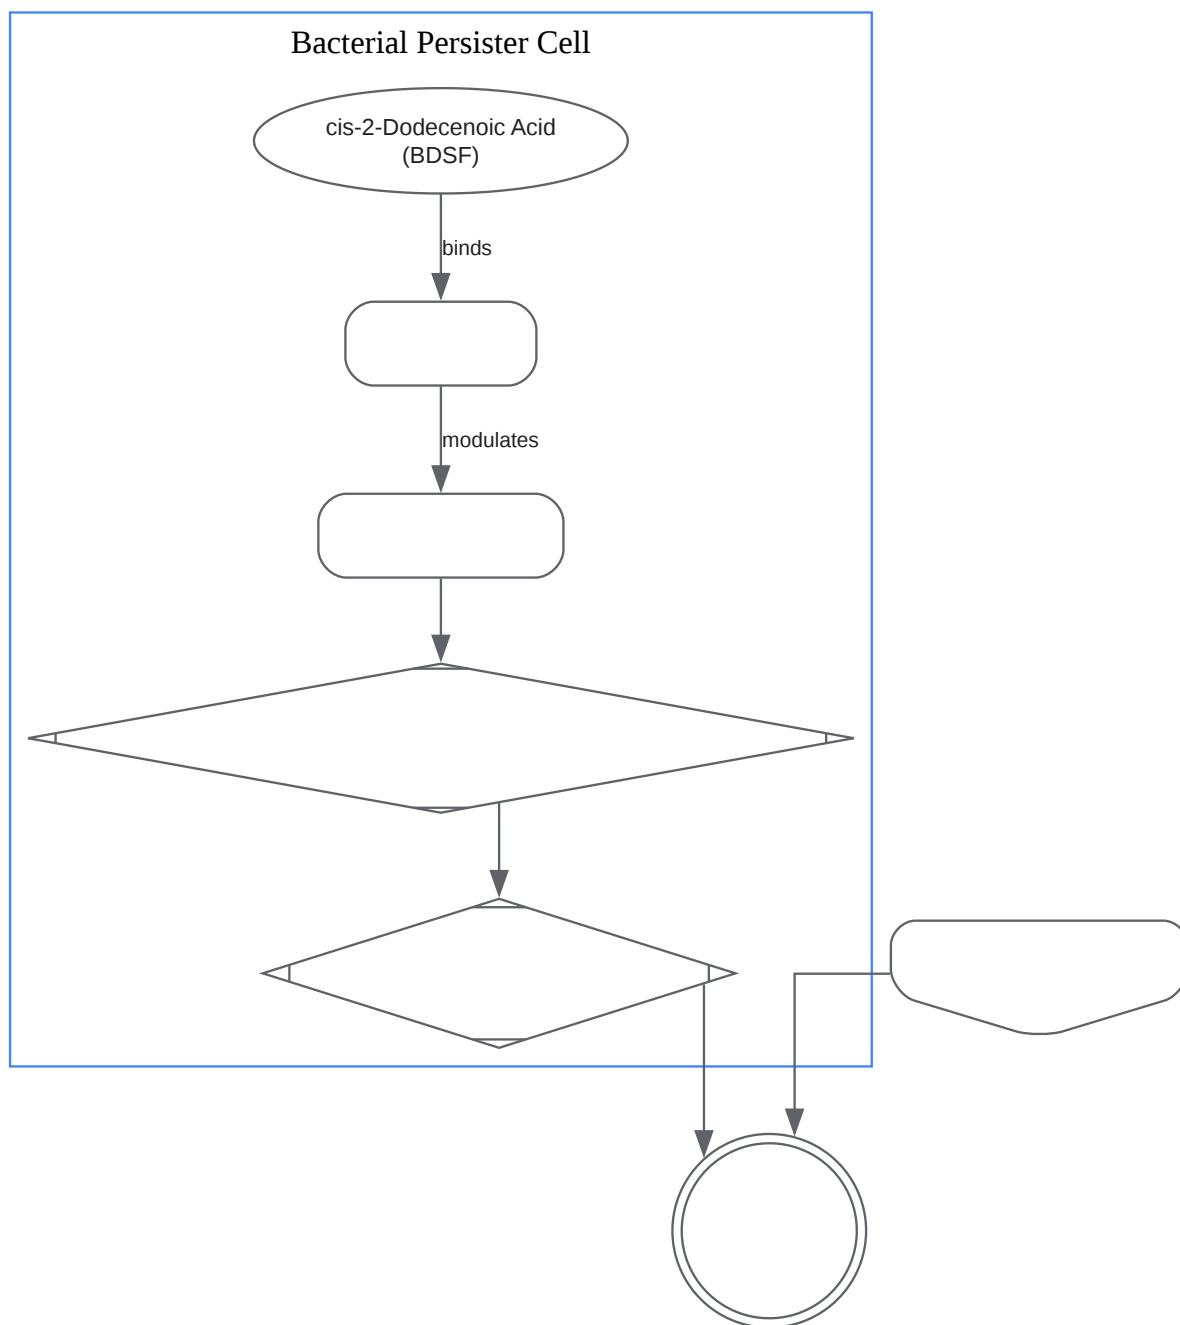 Bacterial Persister Cell
cis-2-Dodecenoic Acid
(BDSF)
binds
modulates